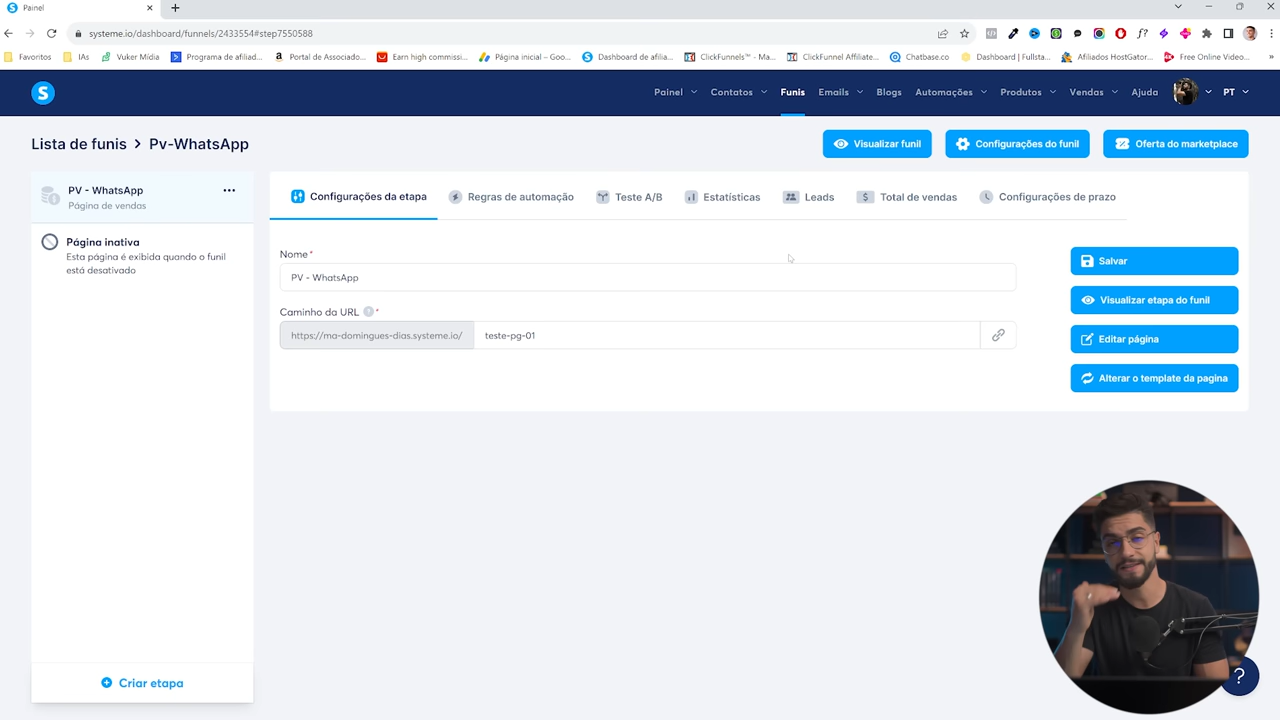 Painel
systeme.io/dashboard/funnels/2433554#step7550588
Favoritos
IAs
Vuker Mídia
Programa de afiliad...
Portal de Associado...
Earn high commissi...
Página inicial – Goo...
Dashboard de afilia...
ClickFunnels™ - Ma...
ClickFunnel Affiliate...
Chatbase.co
Dashboard | Fullsta...
Afiliados HostGator...
Free Online Video...
»
S
Painel
Contatos
Funis
Emails
Blogs
Automações
Produtos
Vendas
Ajuda
PT
Lista de funis > Pv-WhatsApp
Visualizar funil
Configurações do funil
Oferta do marketplace
PV - WhatsApp
Página de vendas
Página inativa
Esta página é exibida quando o funil
está desativado
Configurações da etapa
Regras de automação
Teste A/B
Estatísticas
Leads
Total de vendas
Configurações de prazo
Nome*
PV - WhatsApp
Caminho da URL ? *
https://ma-domingues-dias.systeme.io/
teste-pg-01
Salvar
Visualizar etapa do funil
Editar página
Alterar o template da pagina
Criar etapa
?